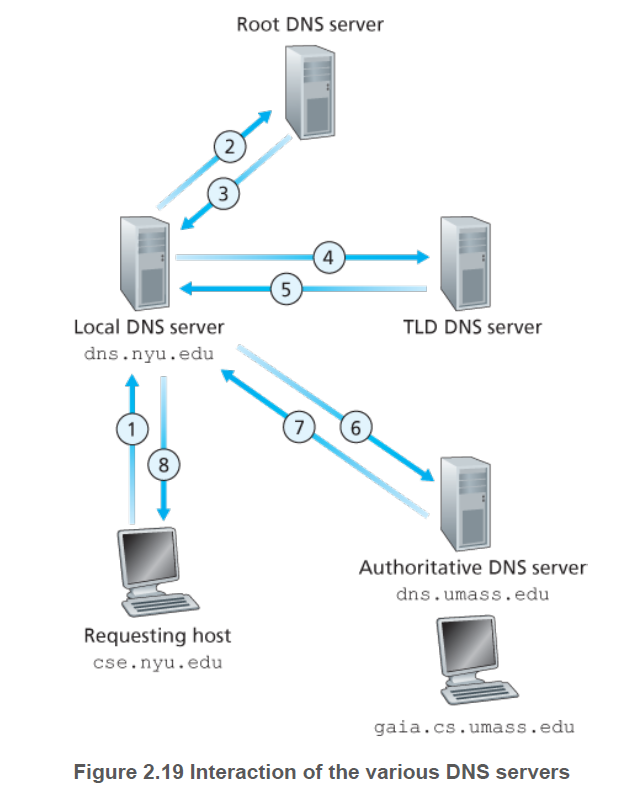 Root DNS server
2
3
4
5
Local DNS server
dns.nyu.edu
TLD DNS server
1
8
7
6
Authoritative DNS server
dns.umass.edu
Requesting host
cse.nyu.edu
gaia.cs.umass.edu
Figure 2.19 Interaction of the various DNS servers